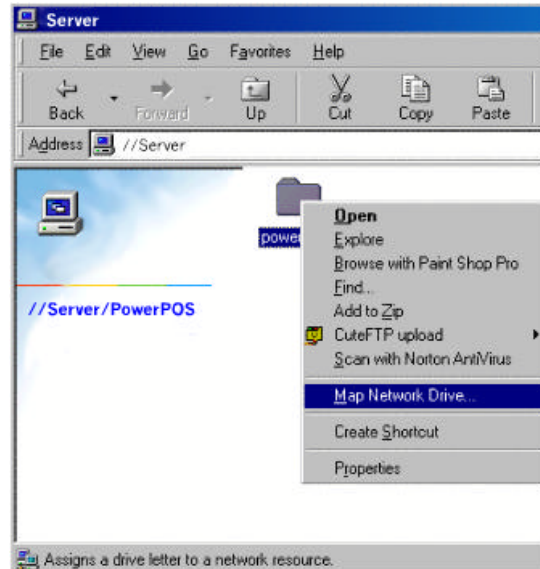 Server
File Edit View Go Favorites Help
Back Forward Up Cut Copy Paste
Address //Server
power
//Server/PowerPOS
Open
Explore
Browse with Paint Shop Pro
Find...
Add to Zip
CuteFTP upload
Scan with Norton AntiVirus
Map Network Drive...
Create Shortcut
Properties
Assigns a drive letter to a network resource.